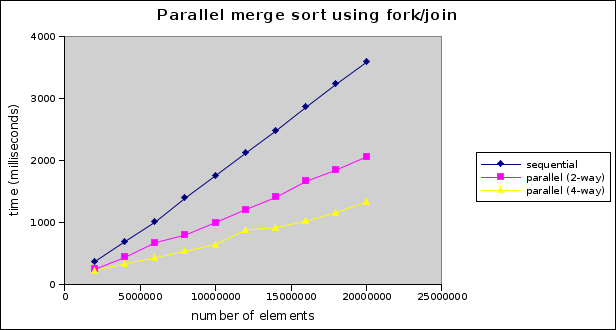 Parallel merge sort using fork/join
4000
3000
2000
1000
0
time (milliseconds)
0 5000000 10000000 15000000 20000000 25000000
number of elements
sequential
parallel (2-way)
parallel (4-way)